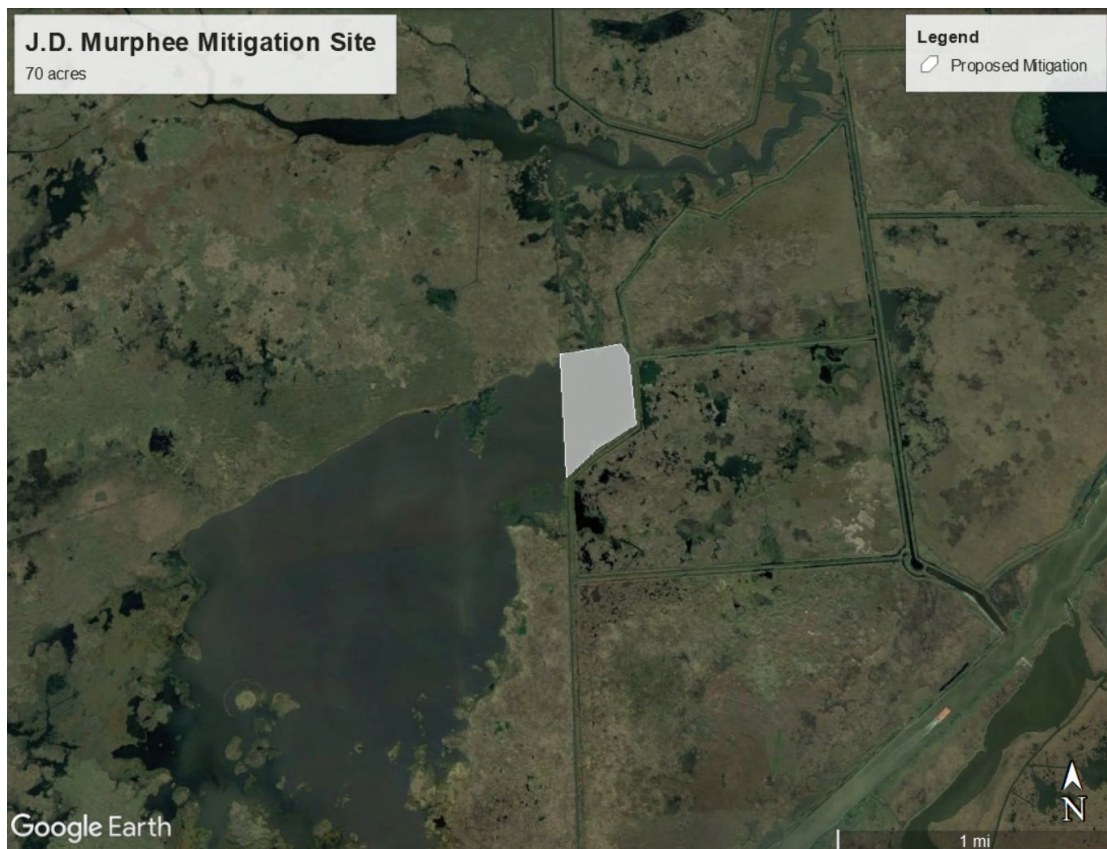 J.D. Murphee Mitigation Site
70 acres
Legend
Proposed Mitigation
Google Earth
N
1 mi